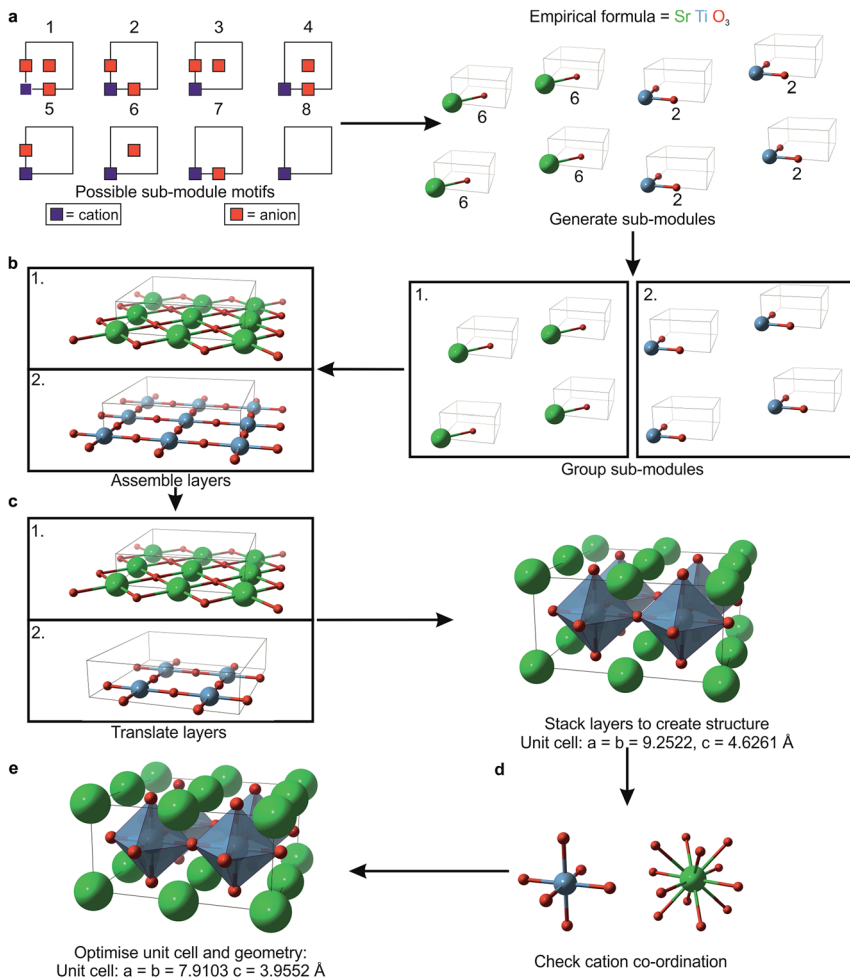 a
1 2 3 4
5 6 7 8
Possible sub-module motifs
= cation = anion
Empirical formula = Sr Ti O3
6 6 2 2
6 6 2 2
Generate sub-modules
b
1.
2.
Assemble layers
1. 2.
Group sub-modules
c
1.
2.
Translate layers
Stack layers to create structure
Unit cell: a = b = 9.2522, c = 4.6261 Å
d
Check cation co-ordination
e
Optimise unit cell and geometry:
Unit cell: a = b = 7.9103 c = 3.9552 Å